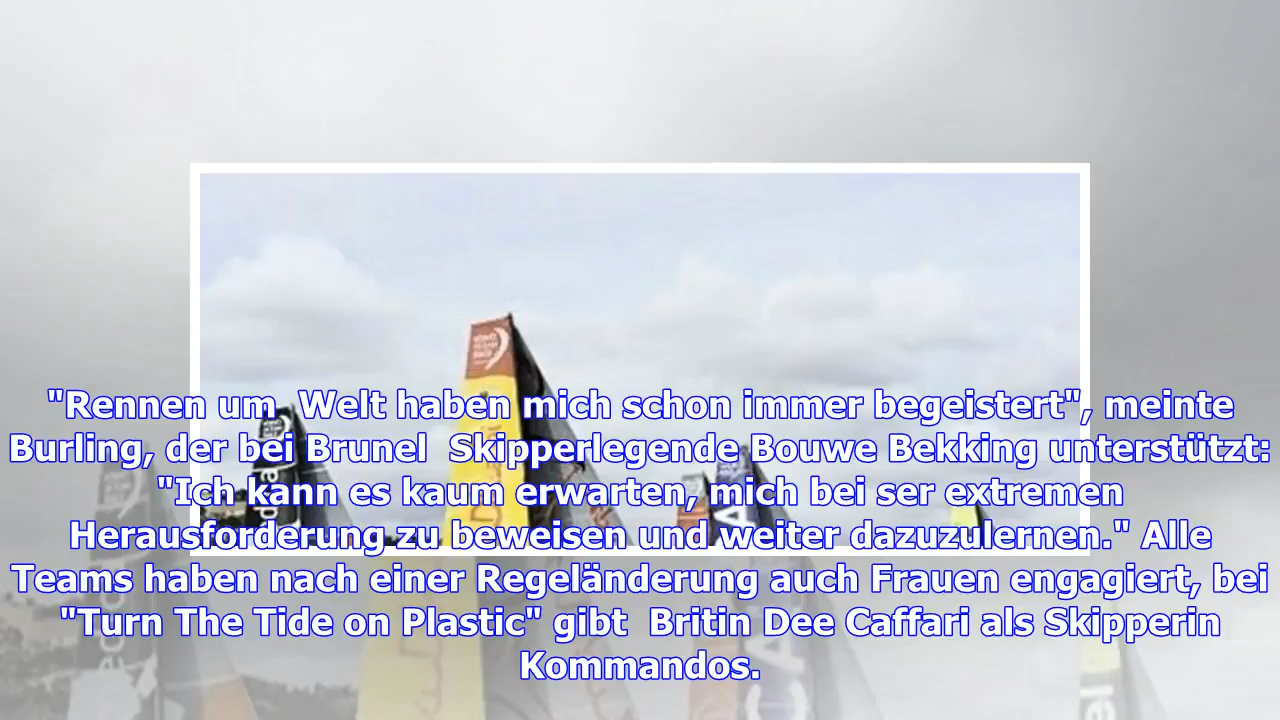 "Rennen um  Welt haben mich schon immer begeistert", meinte
Burling, der bei Brunel  Skipperlegende Bouwe Bekking unterstützt:
"Ich kann es kaum erwarten, mich bei ser extremen
Herausforderung zu beweisen und weiter dazuzulernen." Alle
Teams haben nach einer Regeländerung auch Frauen engagiert, bei
"Turn The Tide on Plastic" gibt  Britin Dee Caffari als Skipperin
Kommandos.